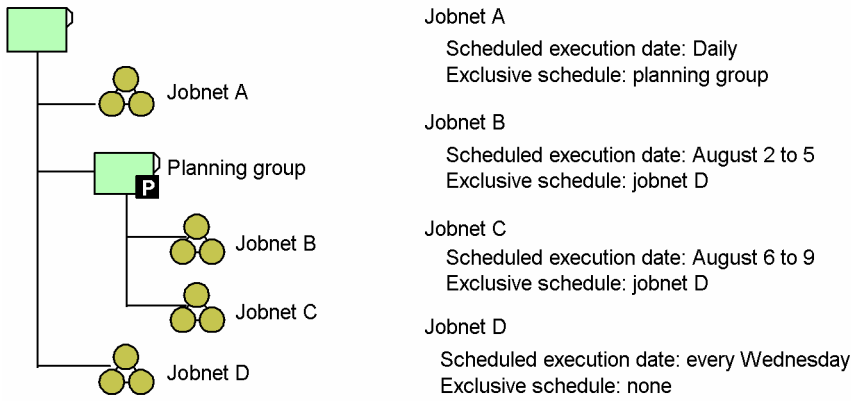 Jobnet A
Planning group
P
Jobnet B
Jobnet C
Jobnet D
Jobnet A
Scheduled execution date: Daily
Exclusive schedule: planning group
Jobnet B
Scheduled execution date: August 2 to 5
Exclusive schedule: jobnet D
Jobnet C
Scheduled execution date: August 6 to 9
Exclusive schedule: jobnet D
Jobnet D
Scheduled execution date: every Wednesday
Exclusive schedule: none